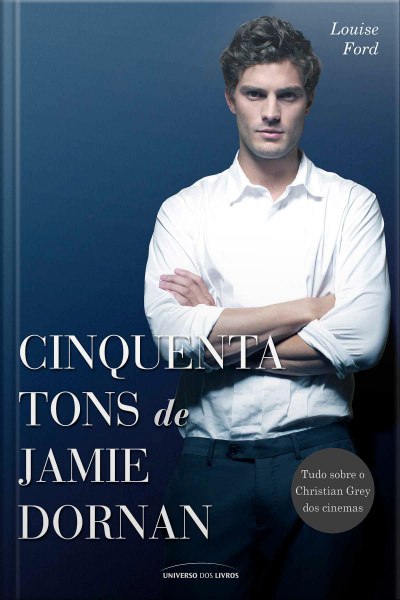 Louise
Ford
CINQUENTA
TONS de
JAMIE
DORNAN
Tudo sobre o
Christian Grey
dos cinemas
UNIVERSO DOS LIVROS